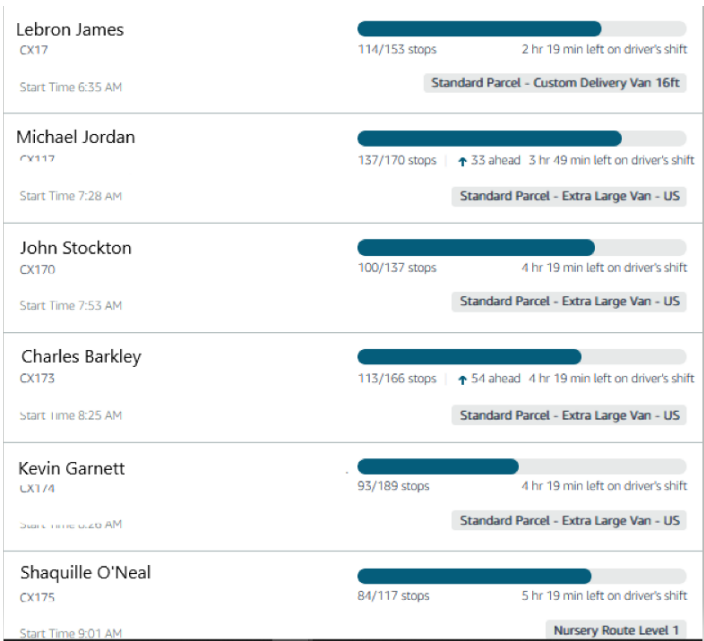 Lebron James
CX17
114/153 stops 2 hr 19 min left on driver's shift
Start Time 6:35 AM
Standard Parcel - Custom Delivery Van 16ft
Michael Jordan
CX117
137/170 stops ↑ 33 ahead 3 hr 49 min left on driver's shift
Start Time 7:28 AM
Standard Parcel - Extra Large Van - US
John Stockton
CX170
100/137 stops 4 hr 19 min left on driver's shift
Start Time 7:53 AM
Standard Parcel - Extra Large Van - US
Charles Barkley
CX173
113/166 stops ↑ 54 ahead 4 hr 19 min left on driver's shift
Start Time 8:25 AM
Standard Parcel - Extra Large Van - US
Kevin Garnett
CX174
93/189 stops 4 hr 19 min left on driver's shift
Start Time 8:26 AM
Standard Parcel - Extra Large Van - US
Shaquille O'Neal
CX175
84/117 stops 5 hr 19 min left on driver's shift
Start Time 9:01 AM
Nursery Route Level 1